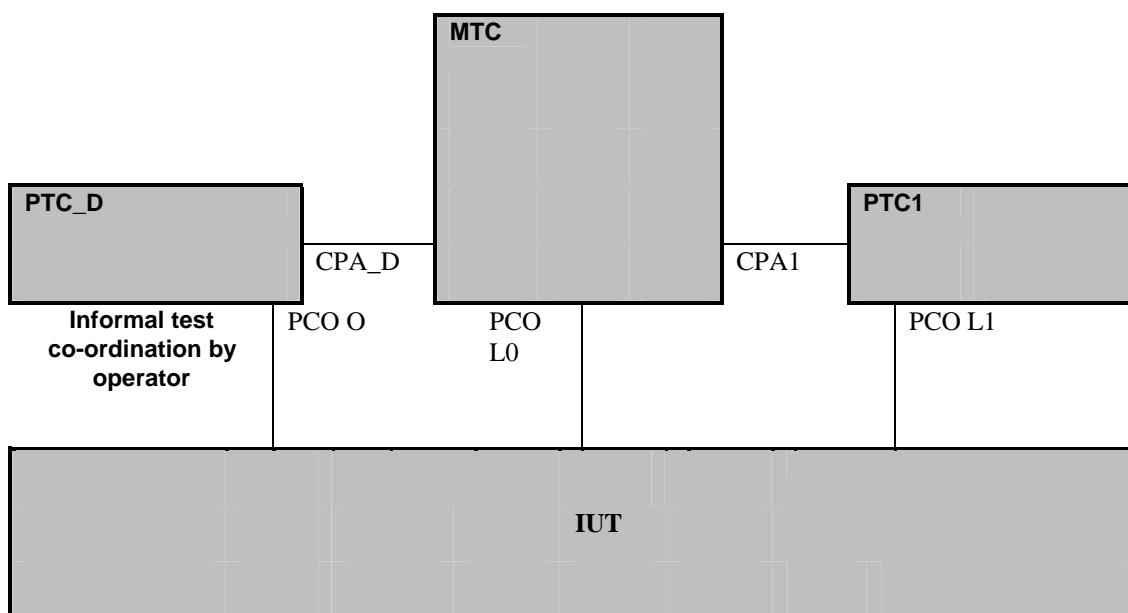 MTC
PTC_D
PTC1
CPA_D
CPA1
Informal test
co-ordination by
operator
PCO O
PCO
L0
PCO L1
IUT